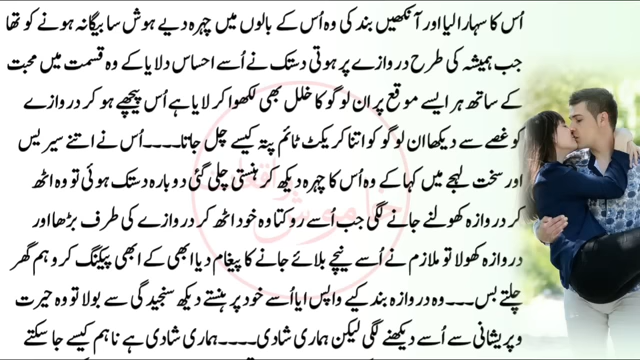 اُس کا سہارا لیا اور آنکھیں بند کی وہ اُس کے بالوں میں چہرہ دیے ہوش سا بیگانہ ہونے کو تھا
جب ہمیشہ کی طرح دروازے پر ہوتی دستک نے اُسے احساس دلایا کے وہ قسمت میں محبت
کے ساتھ ہر ایسے موقع پر ان لوگو کا خلل بھی لکھوا کر لایا ہے اُس پیچھے ہو کر دروازے
کو غصے سے دیکھا ان لوگو کو اتنا کریکٹ ٹائم پتہ کیسے چل جاتا۔۔۔۔اُس نے اتنے سیریس
اور سخت لہجے میں کہا کے وہ اُس کا چہرہ دیکھ کر ہنستی چلی گئی دوبارہ دستک ہوئی تو وہ اٹھ
کر دروازہ کھولنے جانے لگی جب اُسے روکتا وہ خود اٹھ کر دروازے کی طرف بڑھا اور
دروازہ کھولا تو ملازم نے اُسے نیچے بلائے جانے کا پیغام دیا ابھی کے ابھی پیکنگ کرو ہم گھر
چلتے بس۔۔۔وہ دروازہ بند کیے واپس ایا اُسے خود پر ہنستے دیکھ سنجیدگی سے بولا تو وہ حیرت
و پریشانی سے اُسے دیکھنے لگی لیکن ہماری شادی۔۔۔۔ہماری شادی ہے نا ہم کیسے جا سکتے